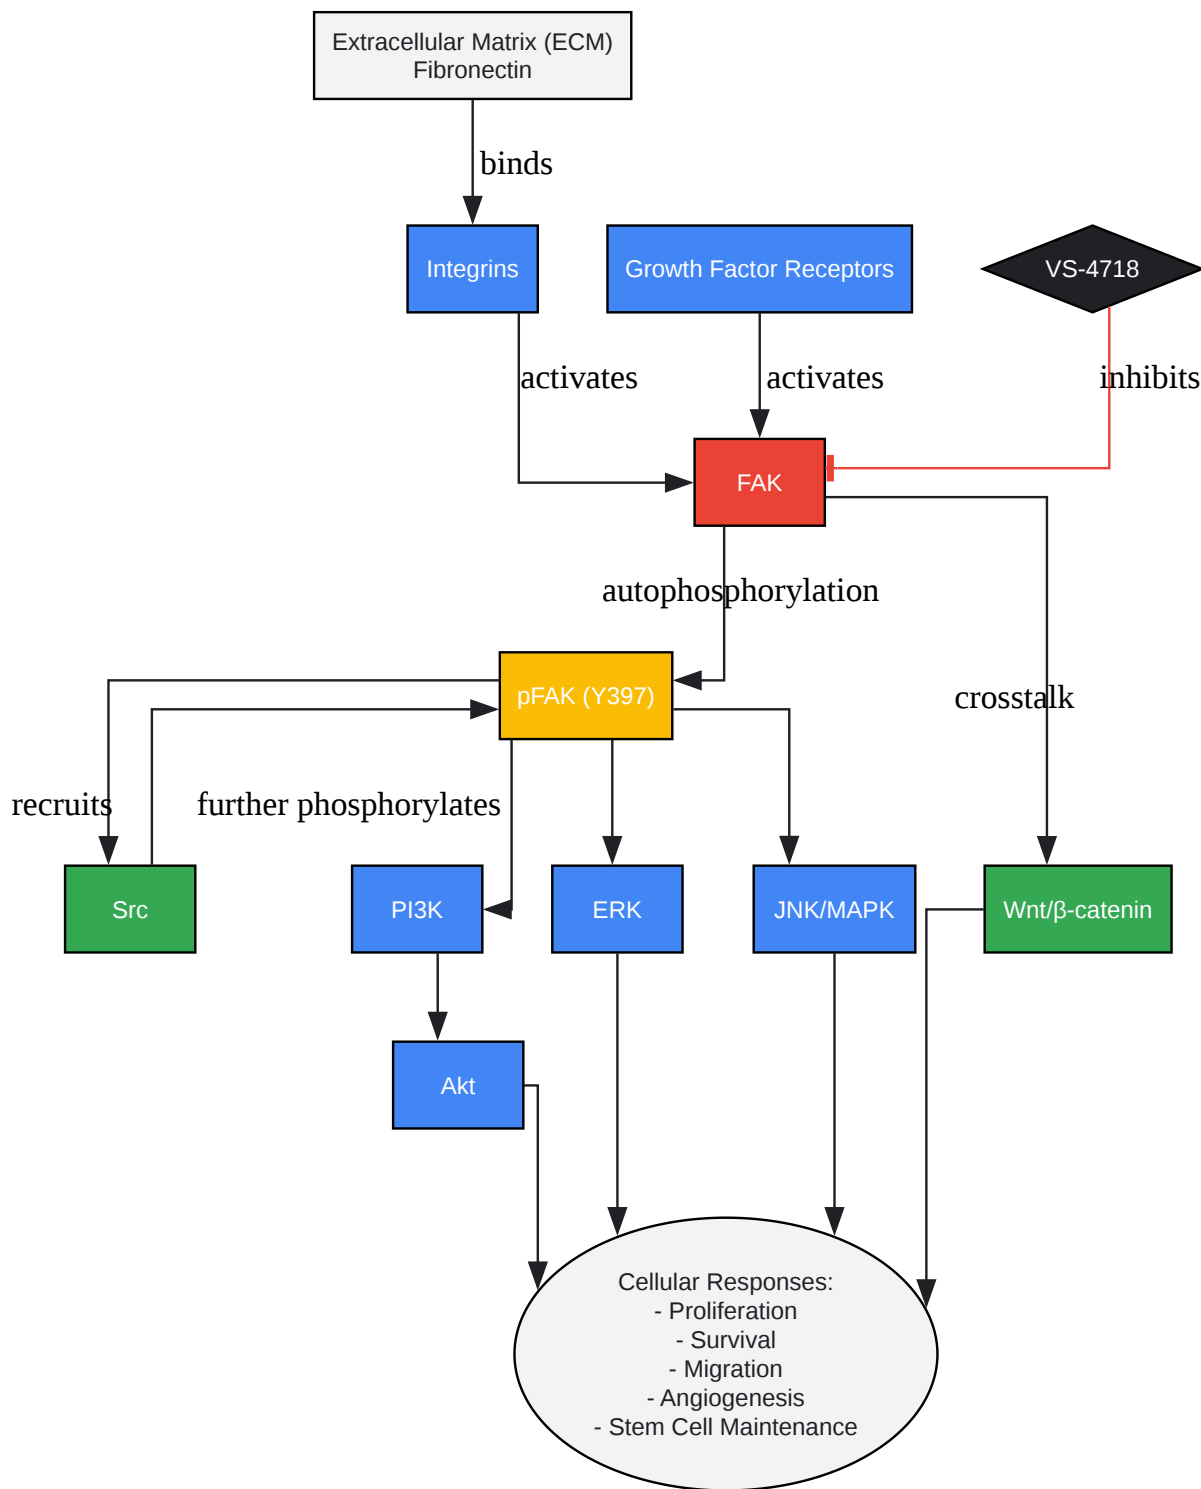 Extracellular Matrix (ECM)
Fibronectin
binds
Integrins
Growth Factor Receptors
VS-4718
activates
activates
inhibits
FAK
autophosphorylation
pFAK (Y397)
crosstalk
recruits
further phosphorylates
Src
PI3K
ERK
JNK/MAPK
Wnt/β-catenin
Akt
Cellular Responses:
- Proliferation
- Survival
- Migration
- Angiogenesis
- Stem Cell Maintenance